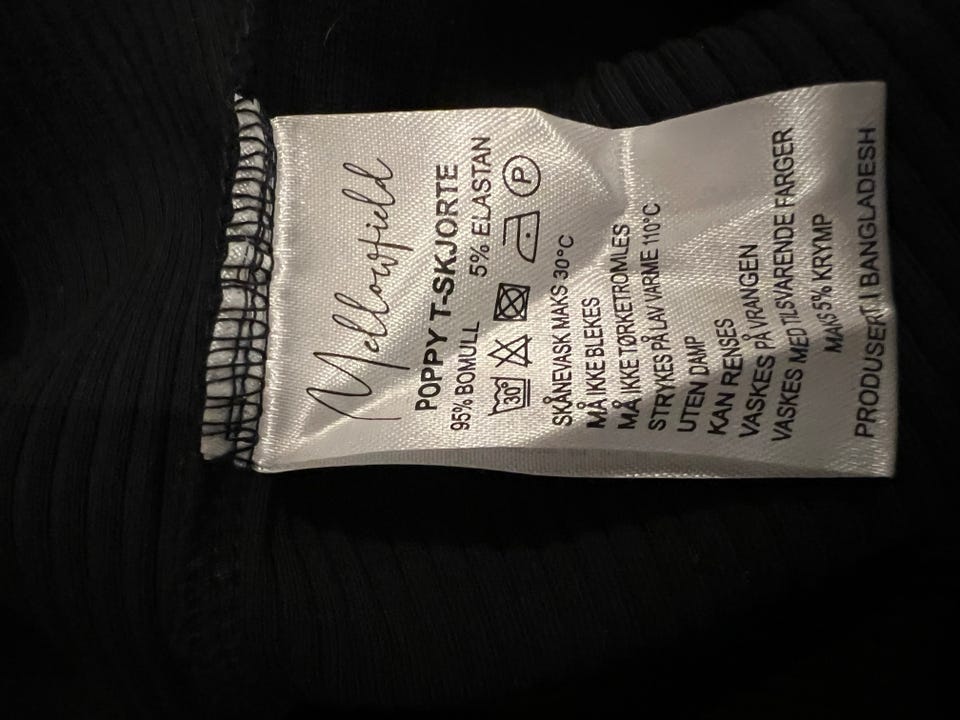 Mellowfield
POPPY T-SKJORTE
95% BOMULL 5% ELASTAN
30° P
SKÅNEVASK MAKS 30°C
MÅ IKKE BLEKES
MÅ IKKE TØRKETROMLES
STRYKES PÅ LAV VARME 110°C
UTEN DAMP
KAN RENSES
VASKES PÅ VRANGEN
VASKES MED TILSVARENDE FARGER
MAKS 5% KRYMP
PRODUSERT I BANGLADESH